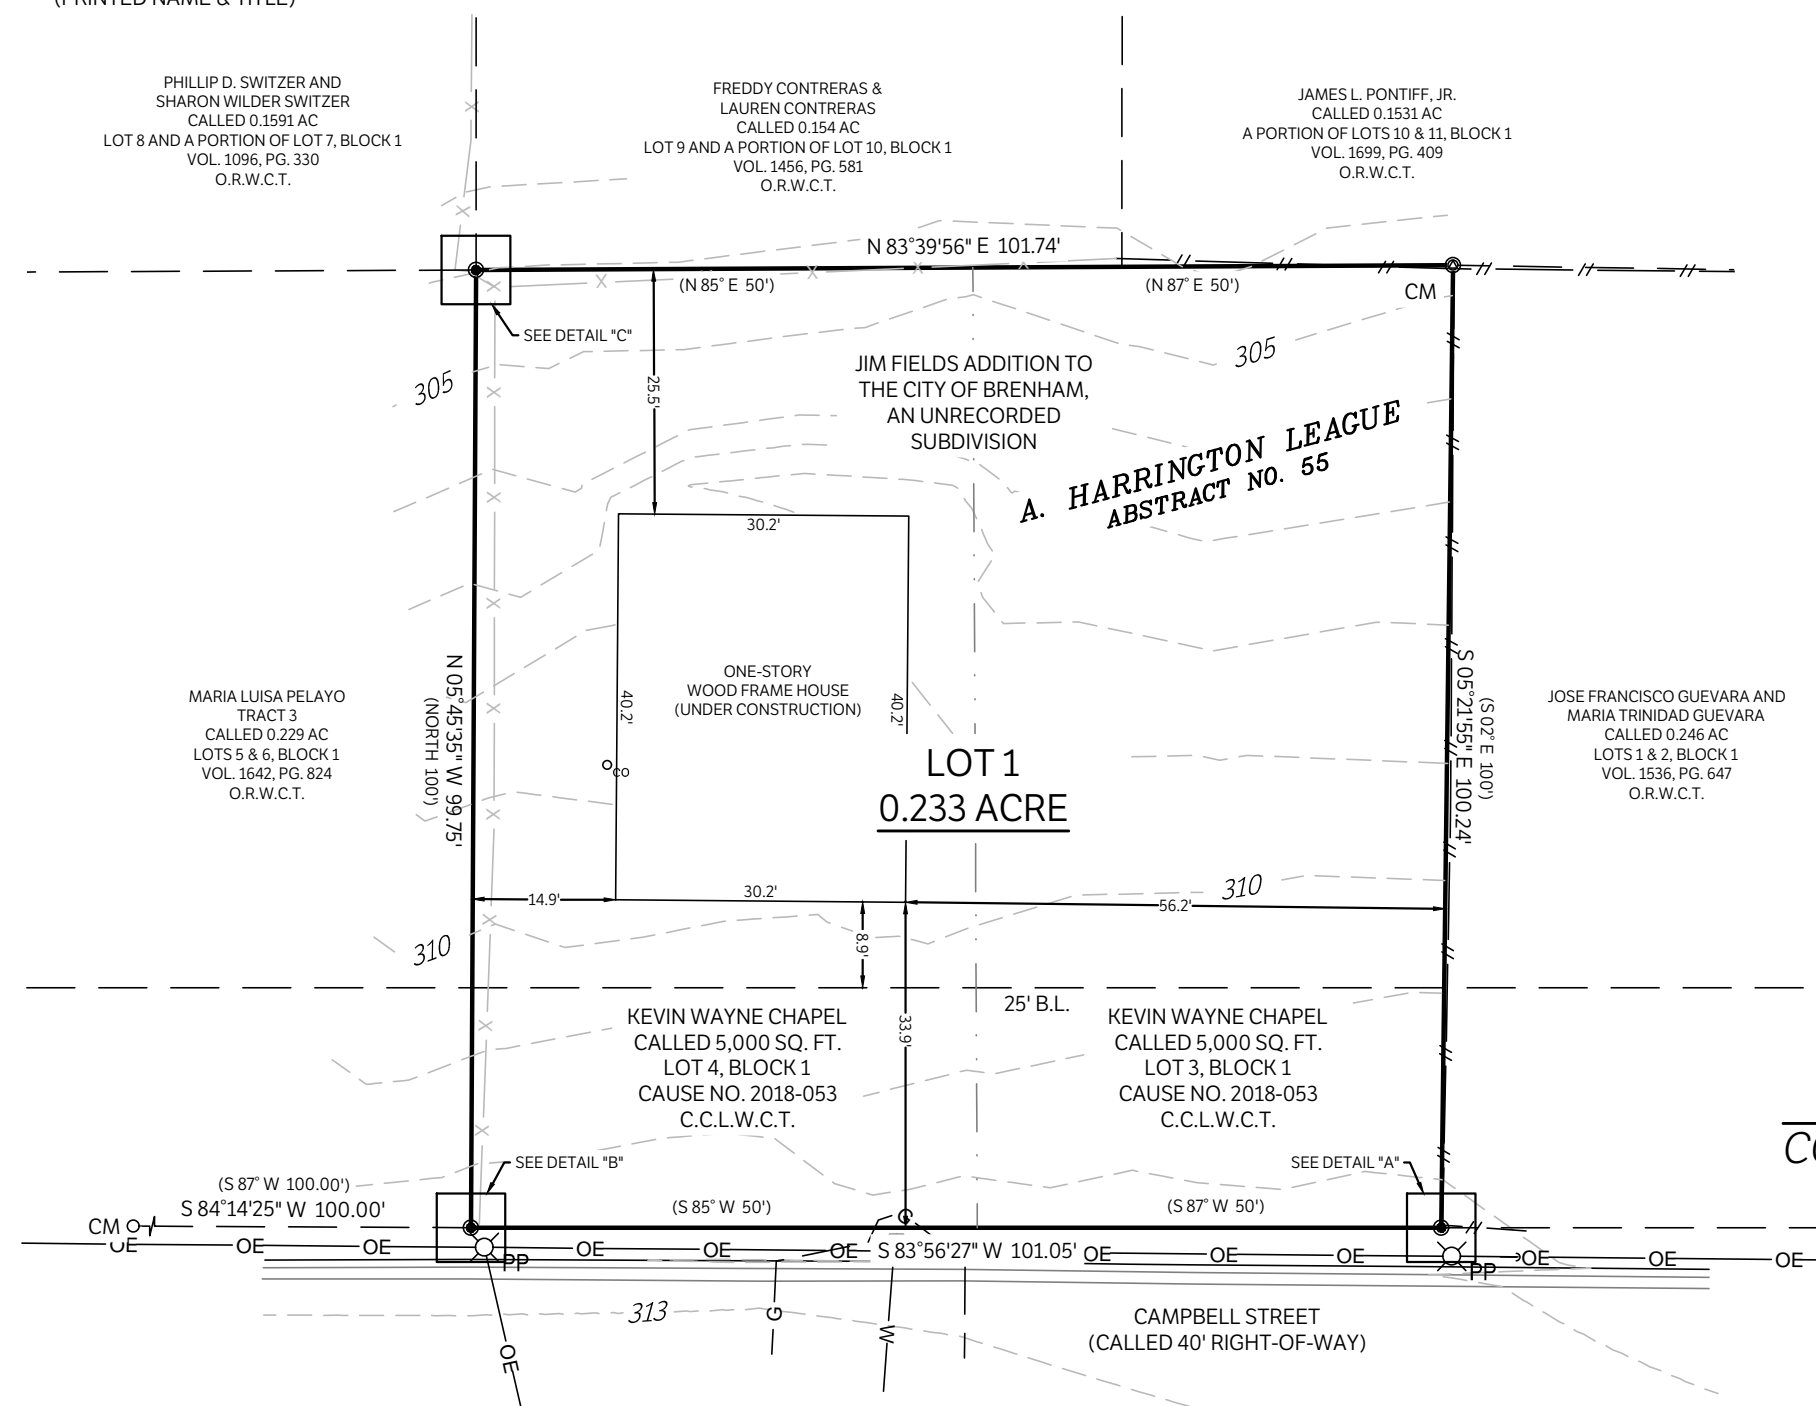 (PRINTED NAME & TITLE)
PHILLIP D. SWITZER AND
SHARON WILDER SWITZER
CALLED 0.1591 AC
LOT 8 AND A PORTION OF LOT 7, BLOCK 1
VOL. 1096, PG. 330
O.R.W.C.T.
FREDDY CONTRERAS &
LAUREN CONTRERAS
CALLED 0.154 AC
LOT 9 AND A PORTION OF LOT 10, BLOCK 1
VOL. 1456, PG. 581
O.R.W.C.T.
JAMES L. PONTIFF, JR.
CALLED 0.1531 AC
A PORTION OF LOTS 10 & 11, BLOCK 1
VOL. 1699, PG. 409
O.R.W.C.T.
N 83°39'56" E 101.74'
(N 85° E 50')
(N 87° E 50')
CM
SEE DETAIL "C"
305
305
25.5'
JIM FIELDS ADDITION TO
THE CITY OF BRENHAM,
AN UNRECORDED
SUBDIVISION
A. HARRINGTON LEAGUE
ABSTRACT NO. 55
30.2'
ONE-STORY
WOOD FRAME HOUSE
(UNDER CONSTRUCTION)
40.2'
40.2'
CO
MARIA LUISA PELAYO
TRACT 3
CALLED 0.229 AC
LOTS 5 & 6, BLOCK 1
VOL. 1642, PG. 824
O.R.W.C.T.
N 05°45'35" W 99.75'
(NORTH 100')
LOT 1
0.233 ACRE
S 05°21'55" E 100.24'
(S 02° E 100')
JOSE FRANCISCO GUEVARA AND
MARIA TRINIDAD GUEVARA
CALLED 0.246 AC
LOTS 1 & 2, BLOCK 1
VOL. 1536, PG. 647
O.R.W.C.T.
14.9'
30.2'
56.2'
310
310
8.9'
33.9'
25' B.L.
KEVIN WAYNE CHAPEL
CALLED 5,000 SQ. FT.
LOT 4, BLOCK 1
CAUSE NO. 2018-053
C.C.L.W.C.T.
KEVIN WAYNE CHAPEL
CALLED 5,000 SQ. FT.
LOT 3, BLOCK 1
CAUSE NO. 2018-053
C.C.L.W.C.T.
SEE DETAIL "B"
SEE DETAIL "A"
(S 87° W 100.00')
S 84°14'25" W 100.00'
CM
(S 85° W 50')
(S 87° W 50')
G
S 83°56'27" W 101.05'
OE
OE
OE
OE
OE
OE
OE
OE
OE
OE
OE
PP
PP
OE
313
G
W
CAMPBELL STREET
(CALLED 40' RIGHT-OF-WAY)